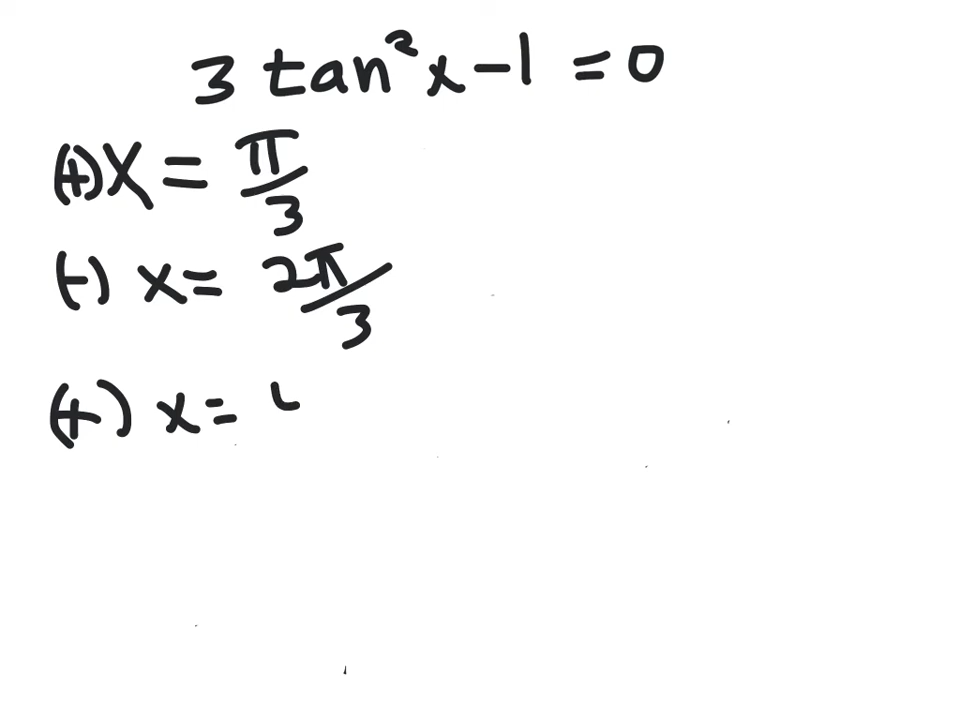 3 tan²x - 1 = 0
(+) x = π/3
(-) x = 2π/3
(+) x =